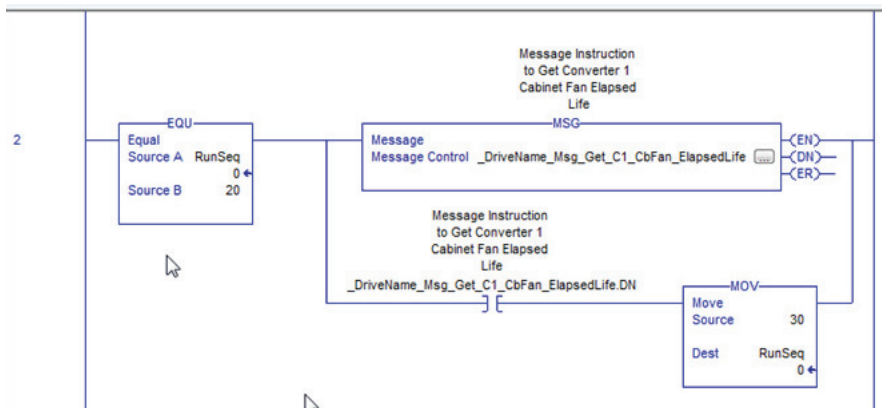 Message Instruction
to Get Converter 1
Cabinet Fan Elapsed
Life
2
EQU
Equal
Source A RunSeq
0
Source B 20
MSG
Message
Message Control _DriveName_Msg_Get_C1_CbFan_ElapsedLife ...
EN
DN
ER
Message Instruction
to Get Converter 1
Cabinet Fan Elapsed
Life
_DriveName_Msg_Get_C1_CbFan_ElapsedLife.DN
MOV
Move
Source 30
Dest RunSeq
0